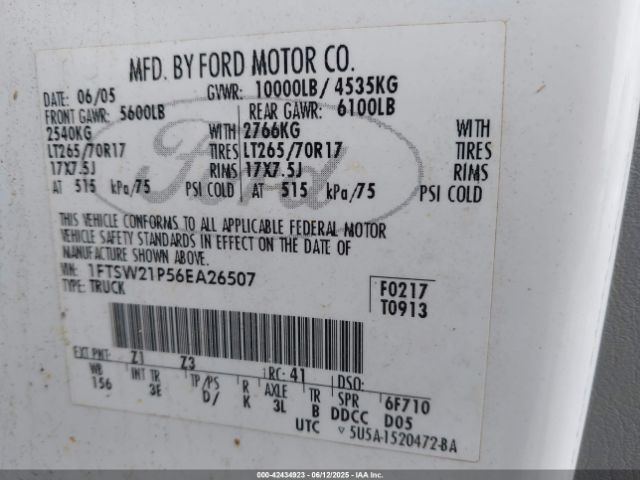 MFD. BY FORD MOTOR CO.
DATE: 06/05 GVWR: 10000LB/ 4535KG
FRONT GAWR: 5600LB REAR GAWR: 6100LB
2540KG WITH 2766KG WITH
LT265/70R17 TIRES LT265/70R17 TIRES
17X7.5J RIMS 17X7.5J RIMS
AT 515 kPa/75 PSI COLD AT 515 kPa/75 PSI COLD
Ford
THIS VEHICLE CONFORMS TO ALL APPLICABLE FEDERAL MOTOR
VEHICLE SAFETY STANDARDS IN EFFECT ON THE DATE OF
MANUFACTURE SHOWN ABOVE.
VIN: 1FTSW21P56EA26507
TYPE: TRUCK
F0217
T0913
EXT PNT: Z1 Z3 RC: 41 DSO:
WB INT TR TP/PS R AXLE TR SPR 6F710
156 3E D/ K 3L B DDCC D05
UTC ▽ 5U5A-1520472-BA
000-42434923 - 06/12/2025 - IAAHQCA